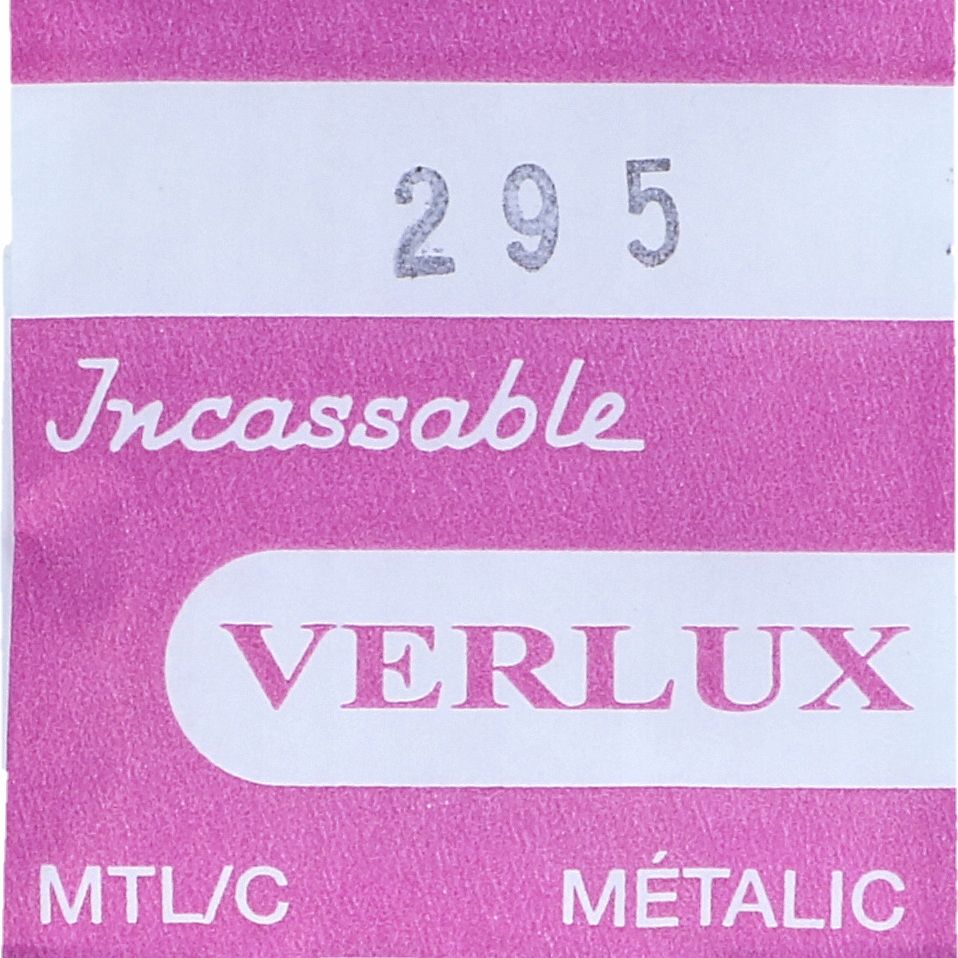 295
Incassable
VERLUX
MTL/C MÉTALIC